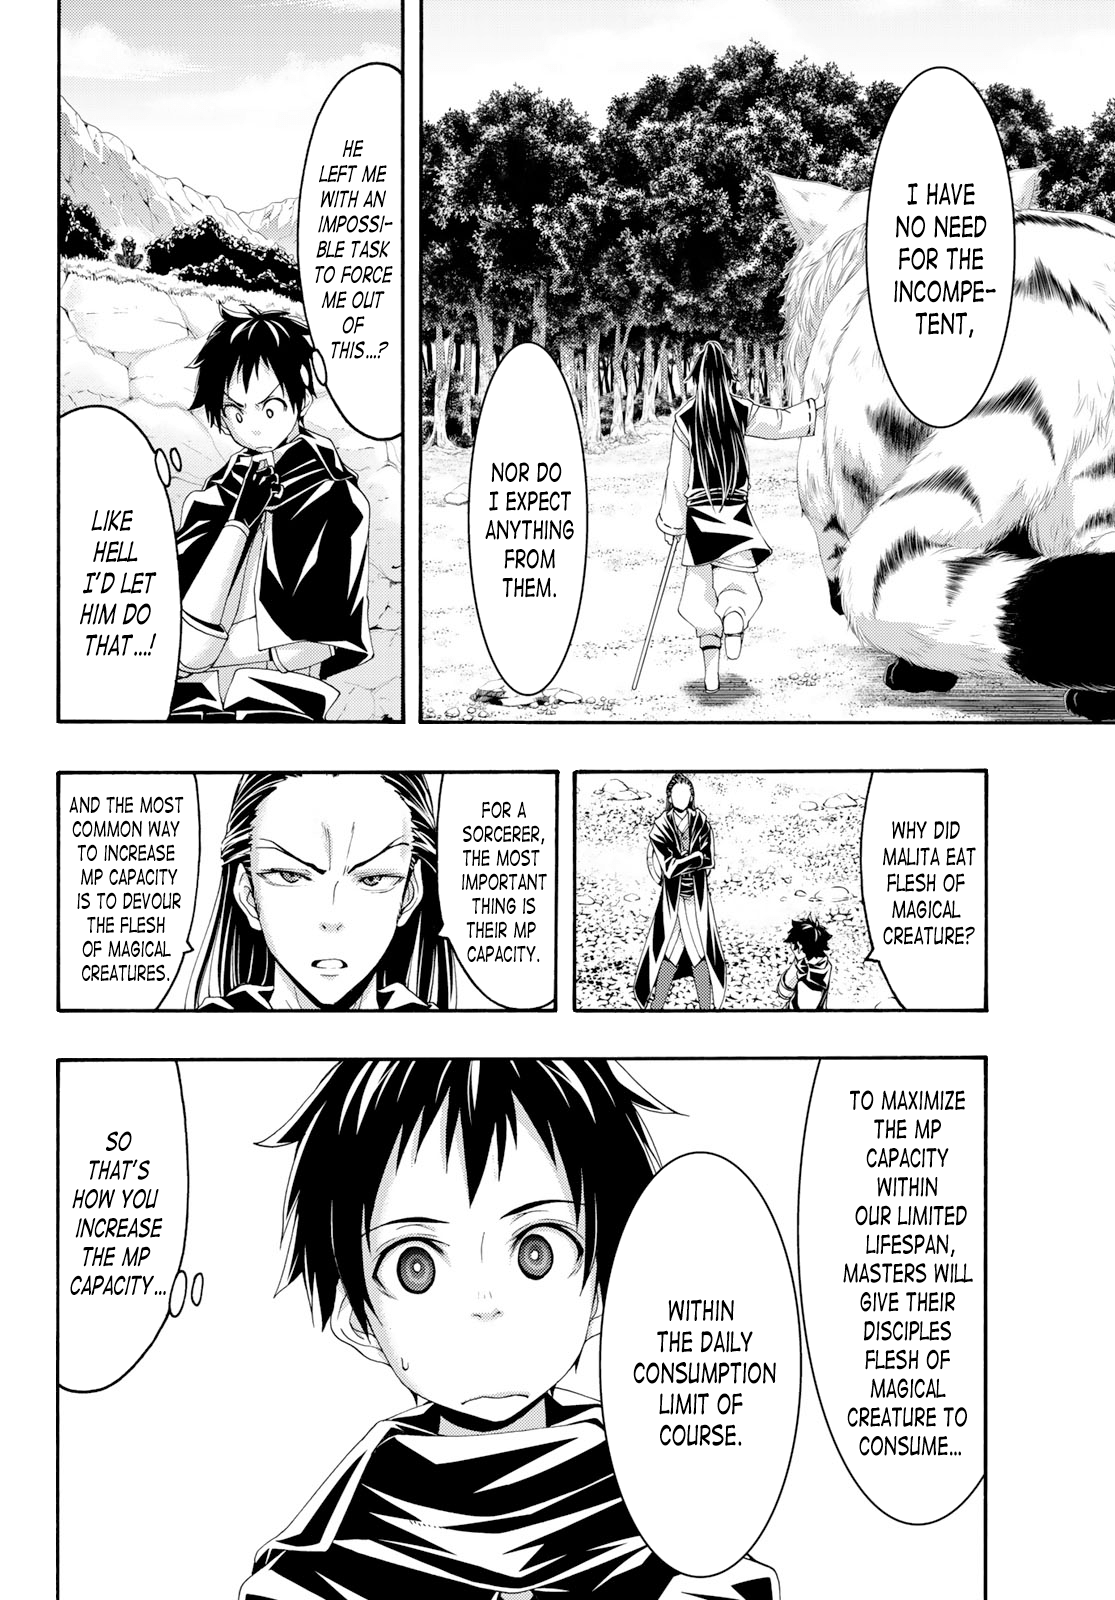 I HAVE
NO NEED
FOR THE
INCOMPE-
TENT,
NOR DO
I EXPECT
ANYTHING
FROM
THEM.
HE
LEFT ME
WITH AN
IMPOSSI-
BLE TASK
TO FORCE
ME OUT
OF
THIS...?
LIKE
HELL
I'D LET
HIM DO
THAT...!
WHY DID
MALITA EAT
FLESH OF
MAGICAL
CREATURE?
FOR A
SORCERER,
THE MOST
IMPORTANT
THING IS
THEIR MP
CAPACITY.
AND THE MOST
COMMON WAY
TO INCREASE
MP CAPACITY
IS TO DEVOUR
THE FLESH
OF MAGICAL
CREATURES.
TO MAXIMIZE
THE MP
CAPACITY
WITHIN
OUR LIMITED
LIFESPAN,
MASTERS WILL
GIVE THEIR
DISCIPLES
FLESH OF
MAGICAL
CREATURE TO
CONSUME...
WITHIN
THE DAILY
CONSUMPTION
LIMIT OF
COURSE.
SO
THAT'S
HOW YOU
INCREASE
THE MP
CAPACITY...